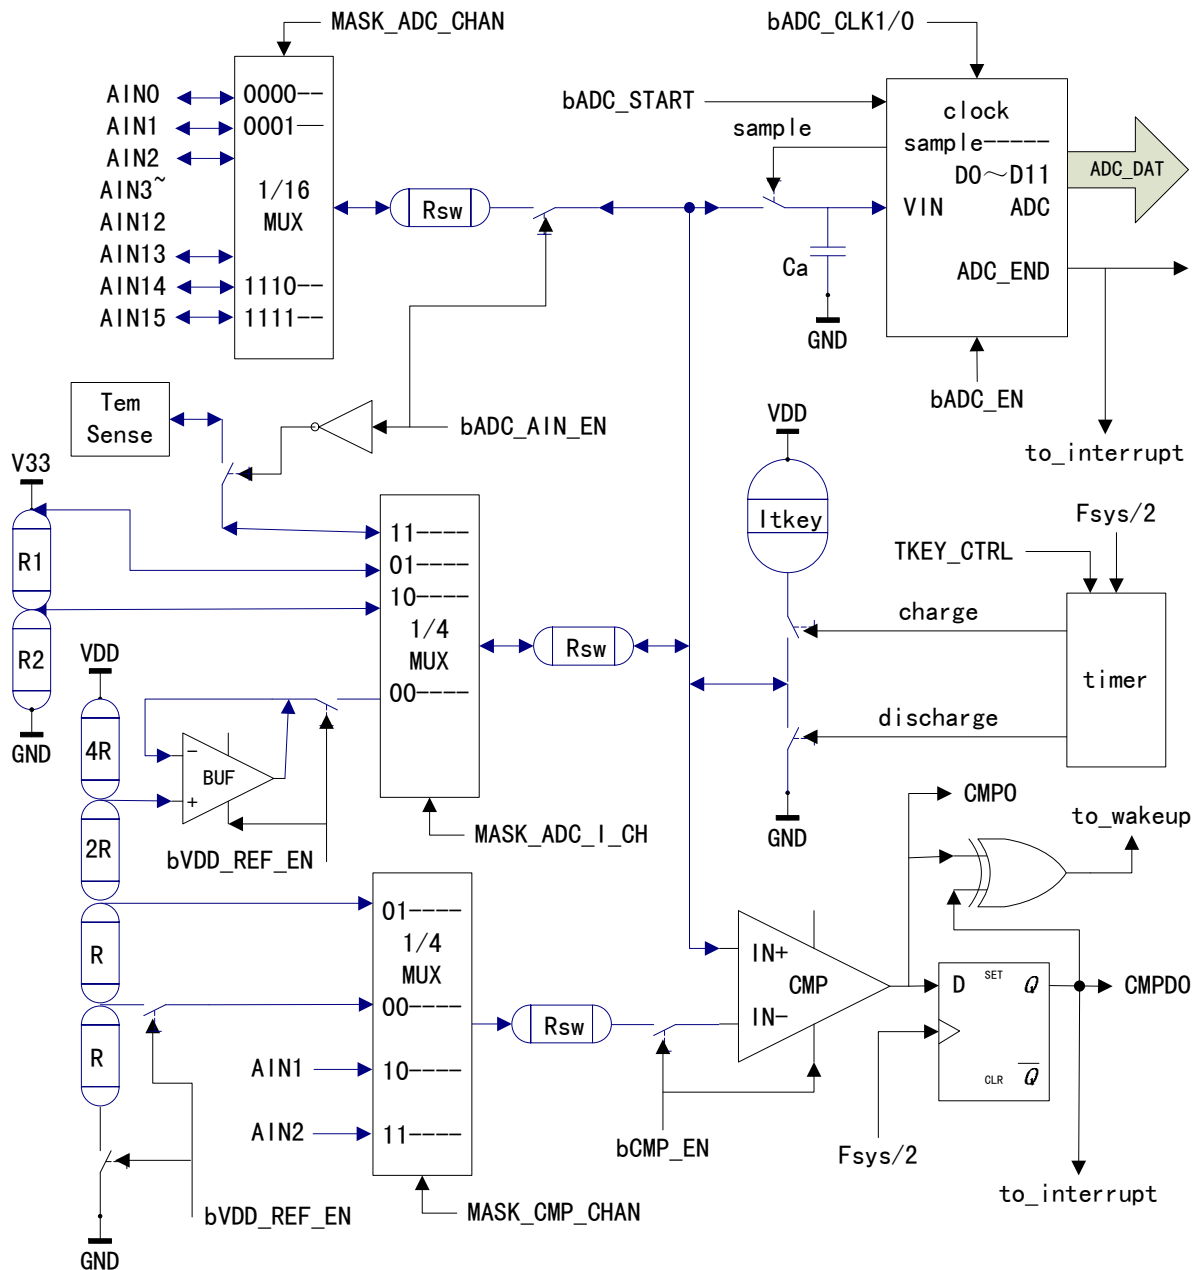 MASK_ADC_CHAN
bADC_CLK1/0
AIN0
0000--
bADC_START
clock
AIN1
0001--
sample
sample-----
AIN2
D0～D11
ADC_DAT
AIN3~
1/16
Rsw
AIN12
MUX
VIN
ADC
AIN13
Ca
ADC_END
AIN14
1110--
AIN15
1111--
GND
Tem
Sense
bADC_AIN_EN
bADC_EN
VDD
to_interrupt
V33
Itkey
Fsys/2
11----
R1
01----
TKEY_CTRL
10----
charge
1/4
MUX
Rsw
R2
VDD
00----
timer
discharge
GND
4R
-
BUF
+
CMPO
to_wakeup
GND
2R
bVDD_REF_EN
MASK_ADC_I_CH
01----
R
1/4
MUX
IN+
CMP
D
SET
Q
CMPDO
00----
IN-
Rsw
R
AIN1
10----
CLR
Q
AIN2
11----
bCMP_EN
Fsys/2
bVDD_REF_EN
MASK_CMP_CHAN
to_interrupt
GND